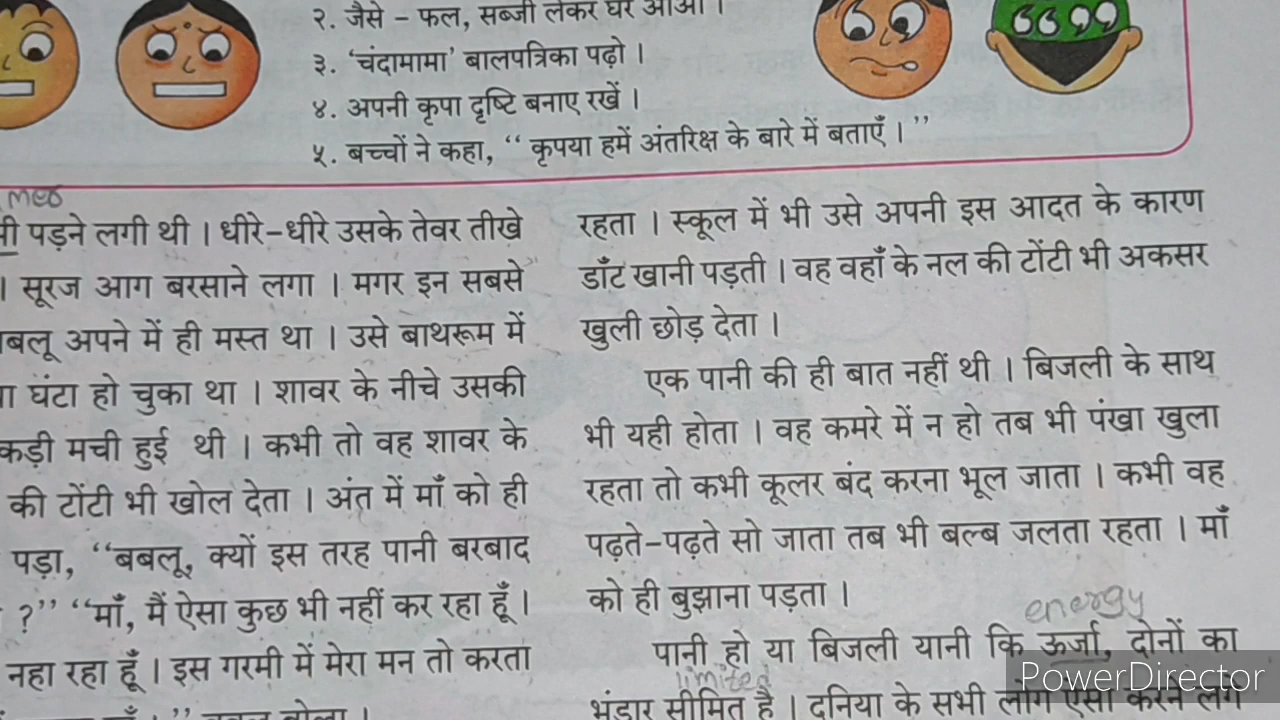 २. जैसे – फल, सब्जी लेकर घर आओ ।
३. ‘चंदामामा’ बालपत्रिका पढ़ो ।
४. अपनी कृपा दृष्टि बनाए रखें ।
५. बच्चों ने कहा, “ कृपया हमें अंतरिक्ष के बारे में बताएँ । ”
पड़ने लगी थी । धीरे-धीरे उसके तेवर तीखे
। सूरज आग बरसाने लगा । मगर इन सबसे
अपने में ही मस्त था । उसे बाथरूम में
घंटा हो चुका था । शावर के नीचे उसकी
मची हुई थी । कभी तो वह शावर के
की टोंटी भी खोल देता । अंत में माँ को ही
पड़ा, “बबलू, क्यों इस तरह पानी बरबाद
?” “माँ, मैं ऐसा कुछ भी नहीं कर रहा हूँ ।
नहा रहा हूँ । इस गरमी में मेरा मन तो करता
रहता । स्कूल में भी उसे अपनी इस आदत के कारण
डाँट खानी पड़ती । वह वहाँ के नल की टोंटी भी अकसर
खुली छोड़ देता ।
एक पानी की ही बात नहीं थी । बिजली के साथ
भी यही होता । वह कमरे में न हो तब भी पंखा खुला
रहता तो कभी कूलर बंद करना भूल जाता । कभी वह
पढ़ते-पढ़ते सो जाता तब भी बल्ब जलता रहता । माँ
को ही बुझाना पड़ता ।
energy
पानी हो या बिजली यानी कि ऊर्जा, दोनों का
limited
भंडार सीमित है । दुनिया के सभी लोग ऐसा करने लगे
PowerDirector